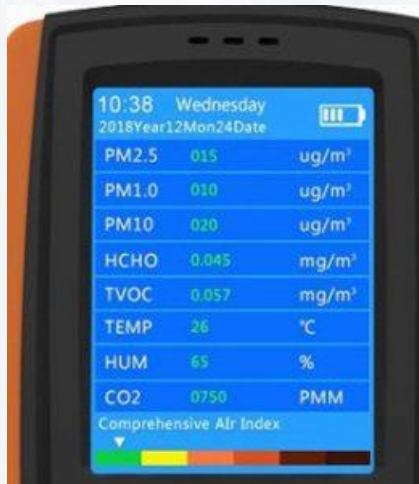 10:38 Wednesday
2018Year12Mon24Date
PM2.5 015 ug/m³
PM1.0 010 ug/m³
PM10 020 ug/m³
HCHO 0.045 mg/m³
TVOC 0.057 mg/m³
TEMP 26 ℃
HUM 65 %
CO2 0750 PMM
Comprehensive AIr Index